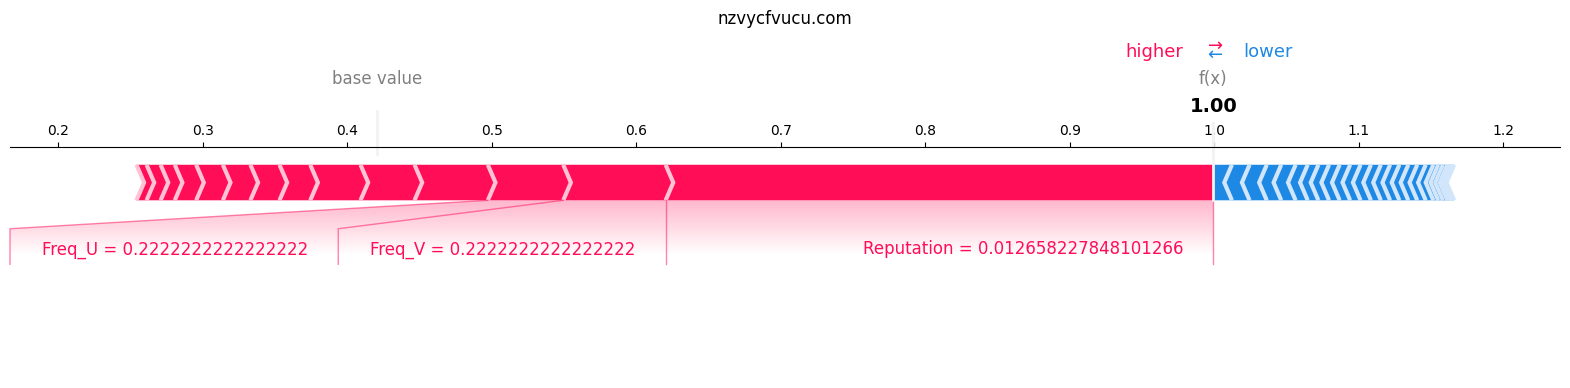 nzvycfvucu.com
higher ⇄ lower
base value f(x)
1.00
0.2 0.3 0.4 0.5 0.6 0.7 0.8 0.9 1.0 1.1 1.2
Freq_U = 0.2222222222222222 Freq_V = 0.2222222222222222 Reputation = 0.012658227848101266